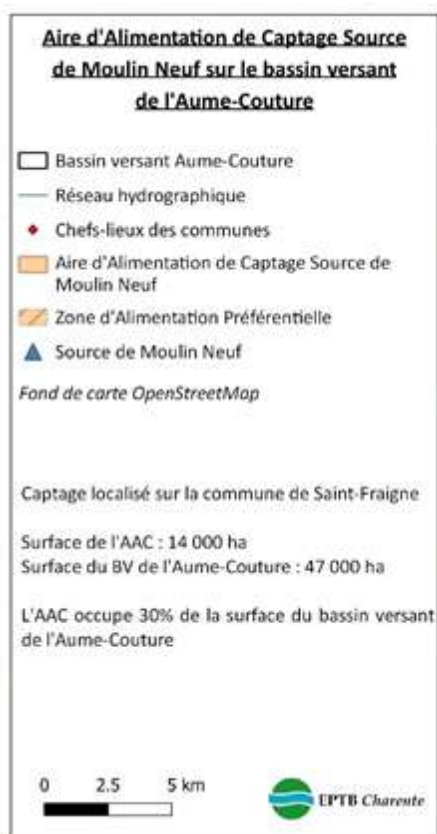 Aire d'Alimentation de Captage Source
de Moulin Neuf sur le bassin versant
de l'Aume-Couture
Bassin versant Aume-Couture
Réseau hydrographique
Chefs-lieux des communes
Aire d'Alimentation de Captage Source de
Moulin Neuf
Zone d'Alimentation Préférentielle
Source de Moulin Neuf
Fond de carte OpenStreetMap
Captage localisé sur la commune de Saint-Fraigne
Surface de l'AAC : 14 000 ha
Surface du BV de l'Aume-Couture : 47 000 ha
L'AAC occupe 30% de la surface du bassin versant
de l'Aume-Couture
0 2.5 5 km
EPTB Charente